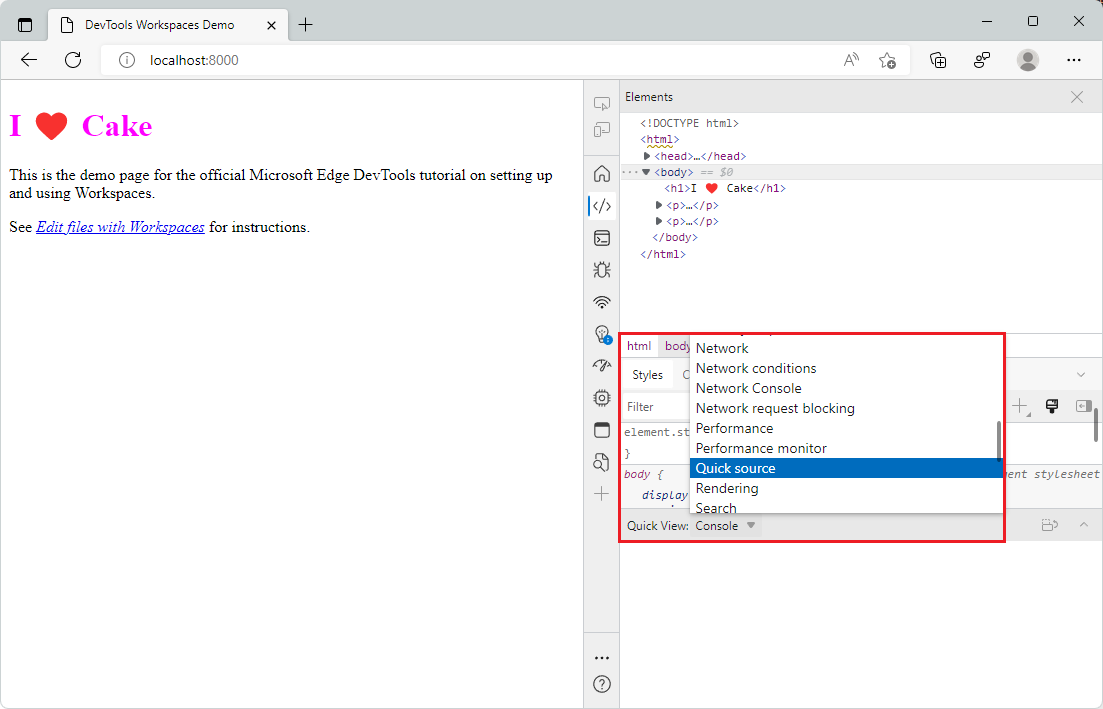 DevTools Workspaces Demo
localhost:8000
I ❤ Cake
This is the demo page for the official Microsoft Edge DevTools tutorial on setting up
and using Workspaces.
See Edit files with Workspaces for instructions.
Elements
<!DOCTYPE html>
<html>
<head>…</head>
··· <body> == $0
<h1>I ❤ Cake</h1>
<p>…</p>
<p>…</p>
</body>
</html>
html body
Network
Network conditions
Network Console
Network request blocking
Performance
Performance monitor
Quick source
Rendering
Search
Styles
Filter
element.st
}
body {
ent stylesheet
display
Quick View: Console